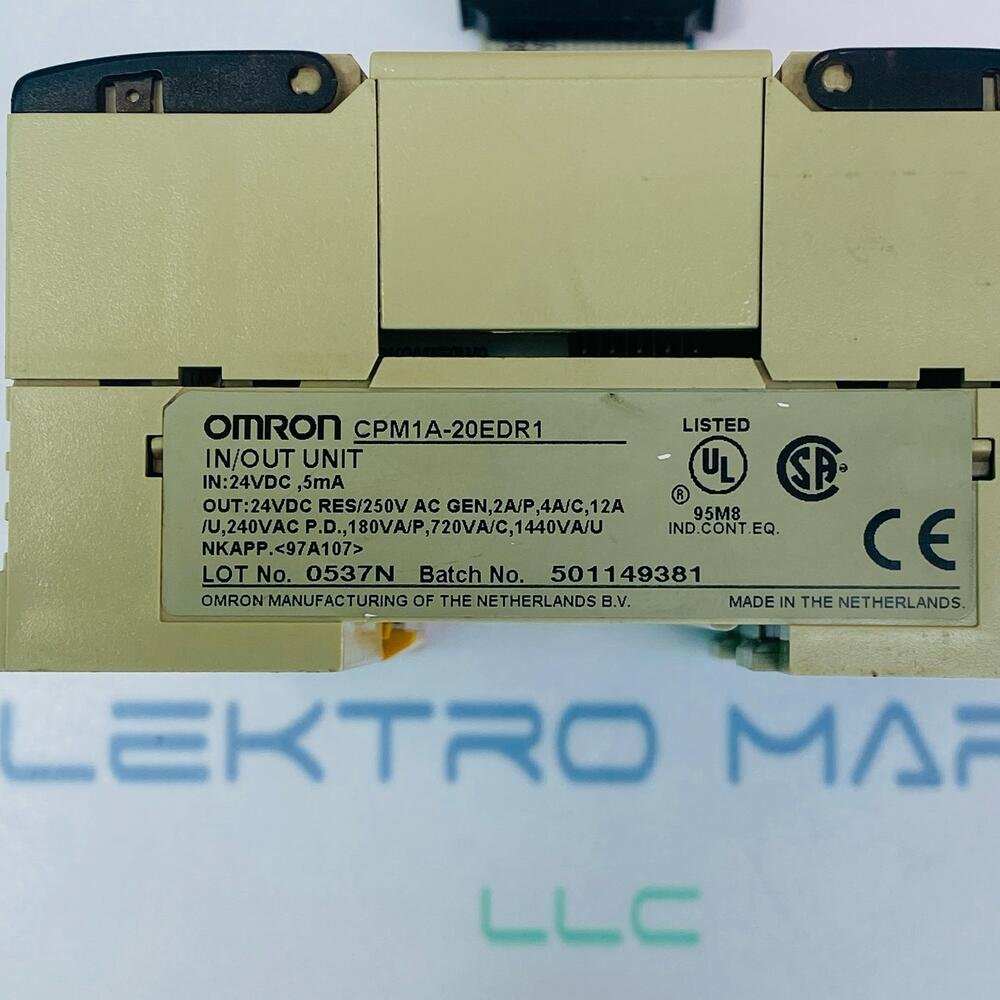 OMRON CPM1A-20EDR1
IN/OUT UNIT
IN:24VDC ,5mA
OUT:24VDC RES/250V AC GEN,2A/P,4A/C,12A
/U,240VAC P.D.,180VA/P,720VA/C,1440VA/U
NKAPP.<97A107>
LOT No. 0537N Batch No. 501149381
OMRON MANUFACTURING OF THE NETHERLANDS B.V. MADE IN THE NETHERLANDS.
LISTED
UL
®
SA
95M8
IND.CONT.EQ.
CE
LEKTRO MAR
LLC